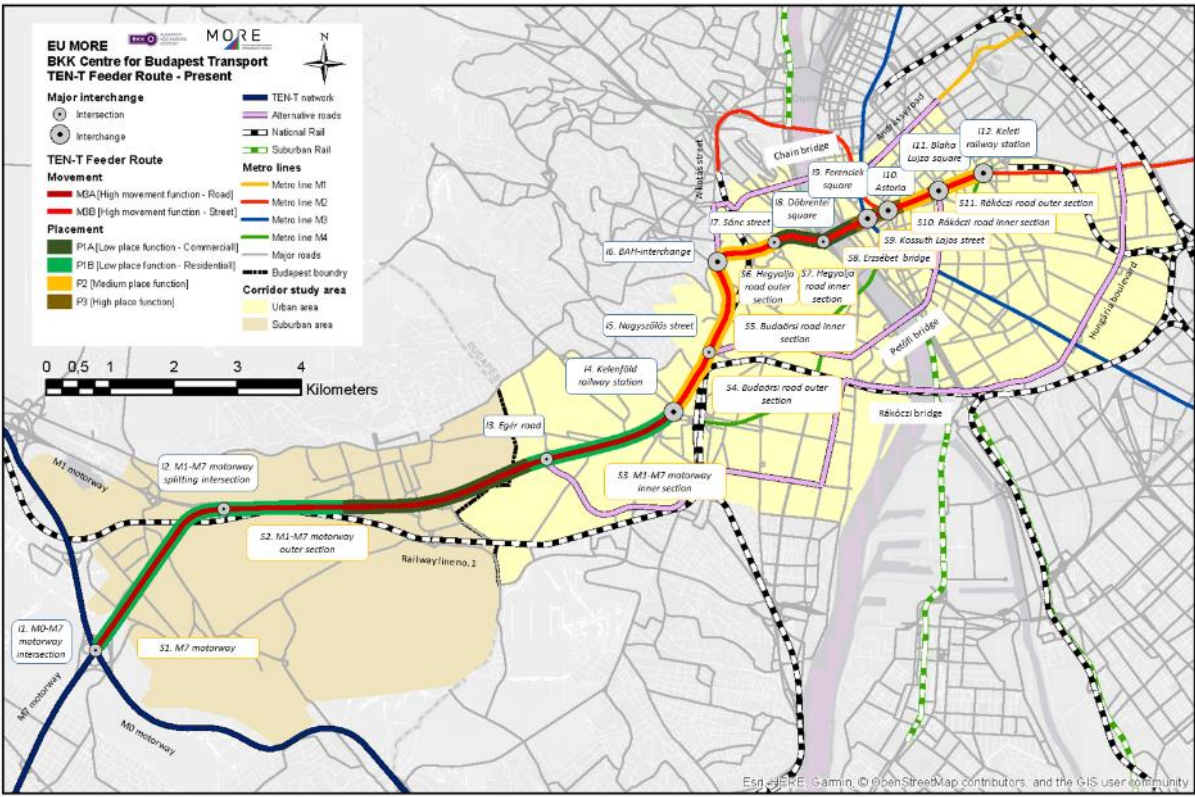 EU MORE
BKK
MORE
N
BKK Centre for Budapest Transport
TEN-T Feeder Route - Present
Major interchange
Intersection
Interchange
TEN-T Feeder Route
Movement
M3A [High movement function - Road]
M3B [High movement function - Street]
Placement
P1A [Low place function - Commerciall]
P1B [Low place function - Residentiall]
P2 [Medium place function]
P3 [High place function]
TEN-T network
Alternative roads
National Rail
Suburban Rail
Metro lines
Metro line M1
Metro line M2
Metro line M3
Metro line M4
Major roads
Budapest boundry
Corridor study area
Urban area
Suburban area
0 0,5 1 2 3 4
Kilometers
Andrássy road
Alkotás street
Chain bridge
I12. Keleti
railway station
I11. Blaha
Lujza square
I10.
Astoria
I9. Ferenciek
square
I8. Döbrentei
square
I7. Sánc street
I6. BAH-interchange
S11. Rákóczi road outer section
S10. Rákóczi road inner section
S9. Kossuth Lajos street
S8. Erzsébet bridge
S6. Hegyalja
road outer
section
S7. Hegyalja
road inner
section
I5. Nagyszőlős street
S5. Budaörsi road inner
section
Petőfi bridge
Hungária boulevard
I4. Kelenföld
railway station
S4. Budaörsi road outer
section
Rákóczi bridge
BUDAPEST
I3. Egér road
S3. M1-M7 motorway
inner section
M1 motorway
I2. M1-M7 motorway
splitting intersection
S2. M1-M7 motorway
outer section
Railway line no. 1
I1. M0-M7
motorway
intersection
S1. M7 motorway
M7 motorway
M0 motorway
Esri, HERE, Garmin, © OpenStreetMap contributors, and the GIS user community